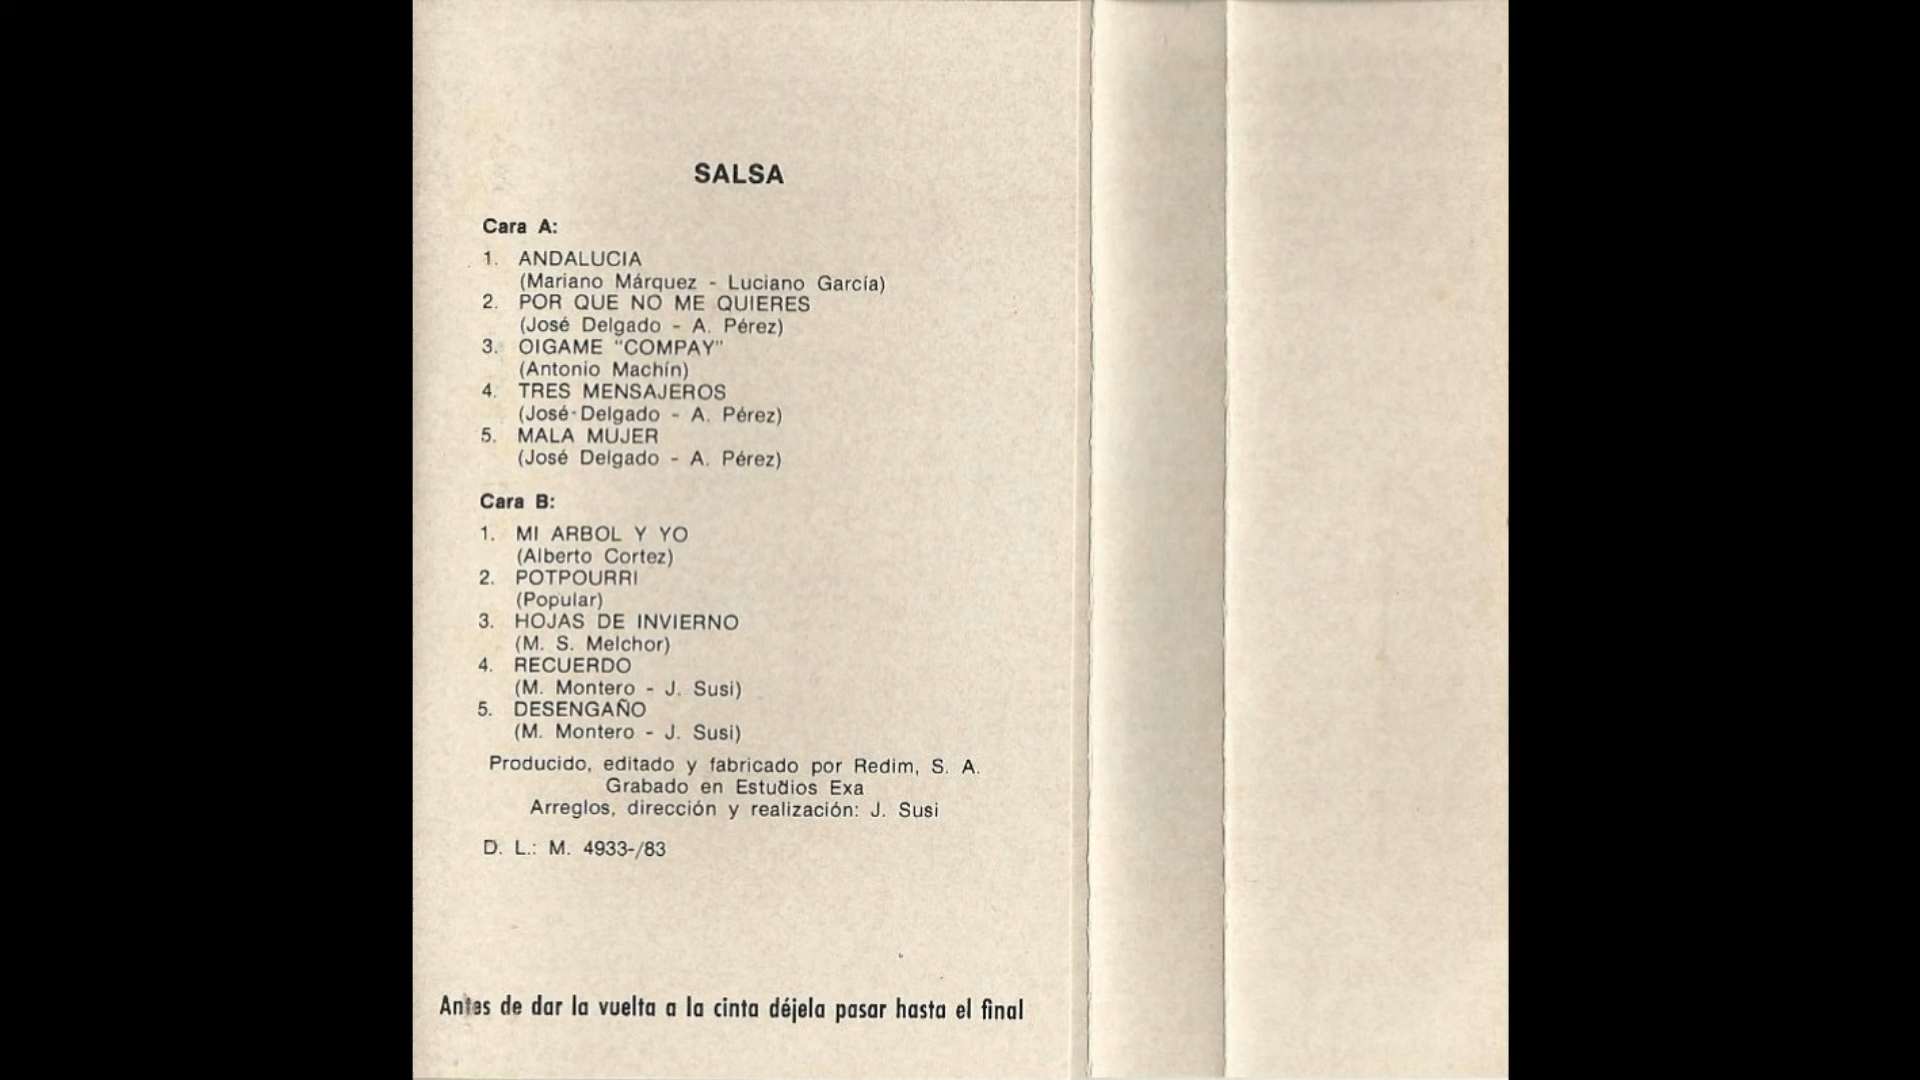 SALSA
Cara A:
1. ANDALUCIA
(Mariano Márquez - Luciano García)
2. POR QUE NO ME QUIERES
(José Delgado - A. Pérez)
3. OIGAME "COMPAY"
(Antonio Machín)
4. TRES MENSAJEROS
(José Delgado - A. Pérez)
5. MALA MUJER
(José Delgado - A. Pérez)
Cara B:
1. MI ARBOL Y YO
(Alberto Cortez)
2. POTPOURRI
(Popular)
3. HOJAS DE INVIERNO
(M. S. Melchor)
4. RECUERDO
(M. Montero - J. Susi)
5. DESENGAÑO
(M. Montero - J. Susi)
Producido, editado y fabricado por Redim, S. A.
Grabado en Estudios Exa
Arreglos, dirección y realización: J. Susi
D. L.: M. 4933-/83
Antes de dar la vuelta a la cinta déjela pasar hasta el final